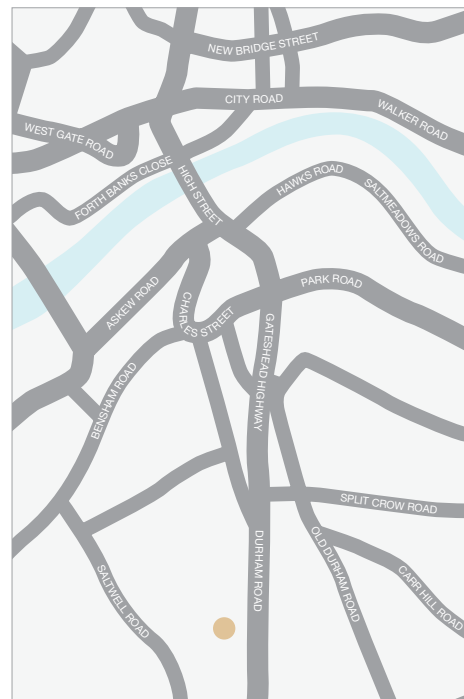 NEW BRIDGE STREET
CITY ROAD
WALKER ROAD
WEST GATE ROAD
FORTH BANKS CLOSE
HIGH STREET
HAWKS ROAD
SALTMEADOWS ROAD
ASKEW ROAD
CHARLES STREET
PARK ROAD
GATESHEAD HIGHWAY
BENSHAM ROAD
SPLIT CROW ROAD
DURHAM ROAD
OLD DURHAM ROAD
CARR HILL ROAD
SALTWELL ROAD